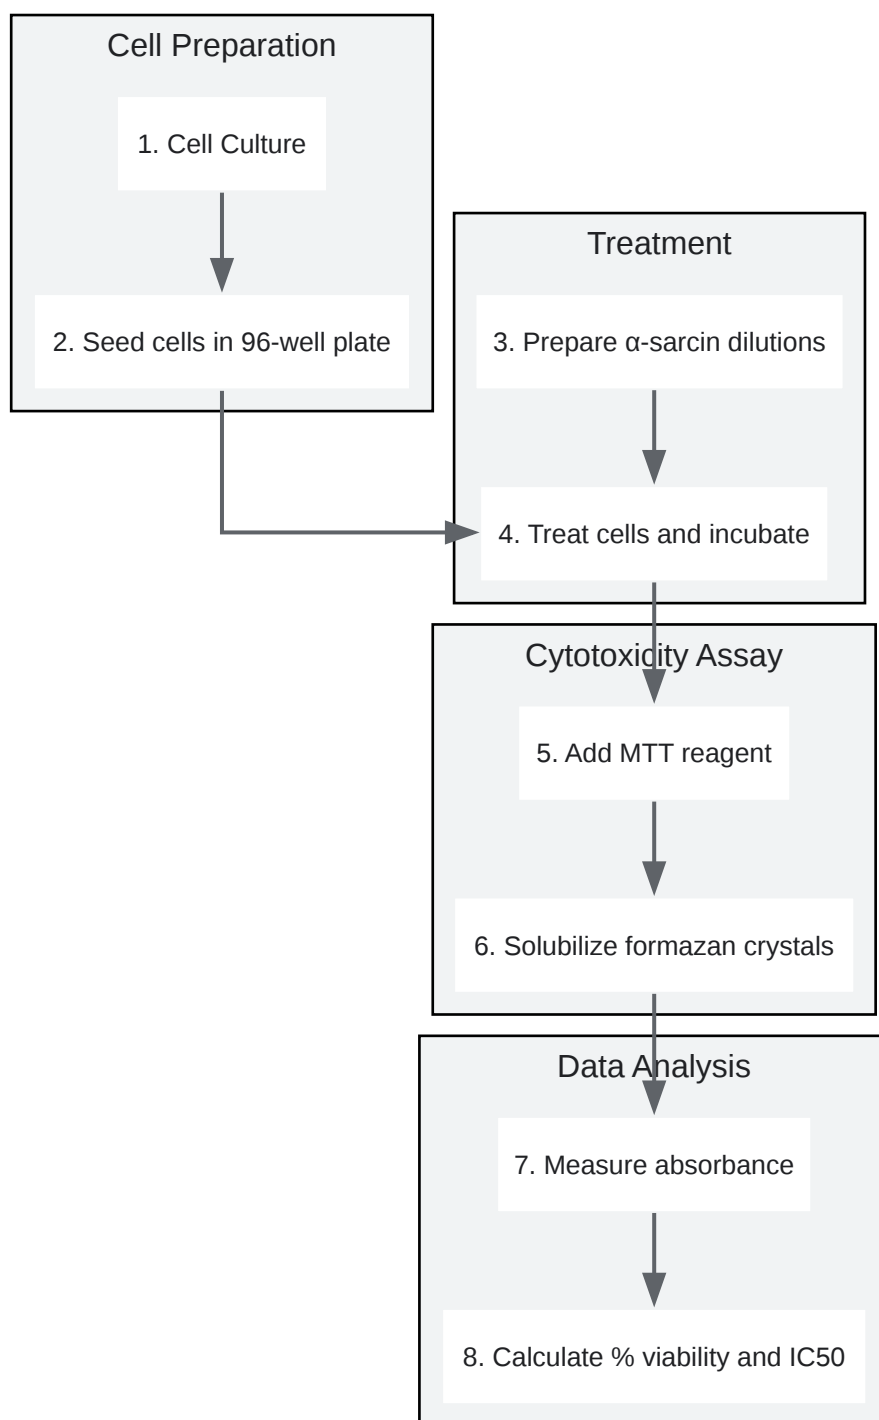 Cell Preparation
1. Cell Culture
2. Seed cells in 96-well plate
Treatment
3. Prepare α-sarcin dilutions
4. Treat cells and incubate
Cytotoxicity Assay
5. Add MTT reagent
6. Solubilize formazan crystals
Data Analysis
7. Measure absorbance
8. Calculate % viability and IC50